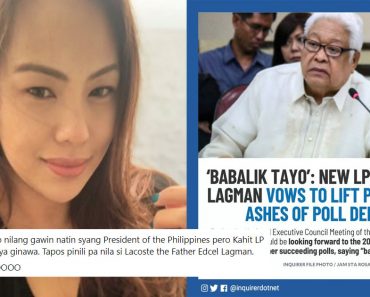 nilang gawin natin syang President of the Philippines pero Kahit LP
ya ginawa. Tapos pinili pa nila si Lacoste the Father Edcel Lagman.
OOOO
‘BABALIK TAYO’: NEW LP
LAGMAN VOWS TO LIFT P
ASHES OF POLL DE
Executive Council Meeting of the
be looking forward to the 20
er succeeding polls, saying “ba
INQUIRER FILE PHOTO / JAM STA ROSA
@inquirerdotnet